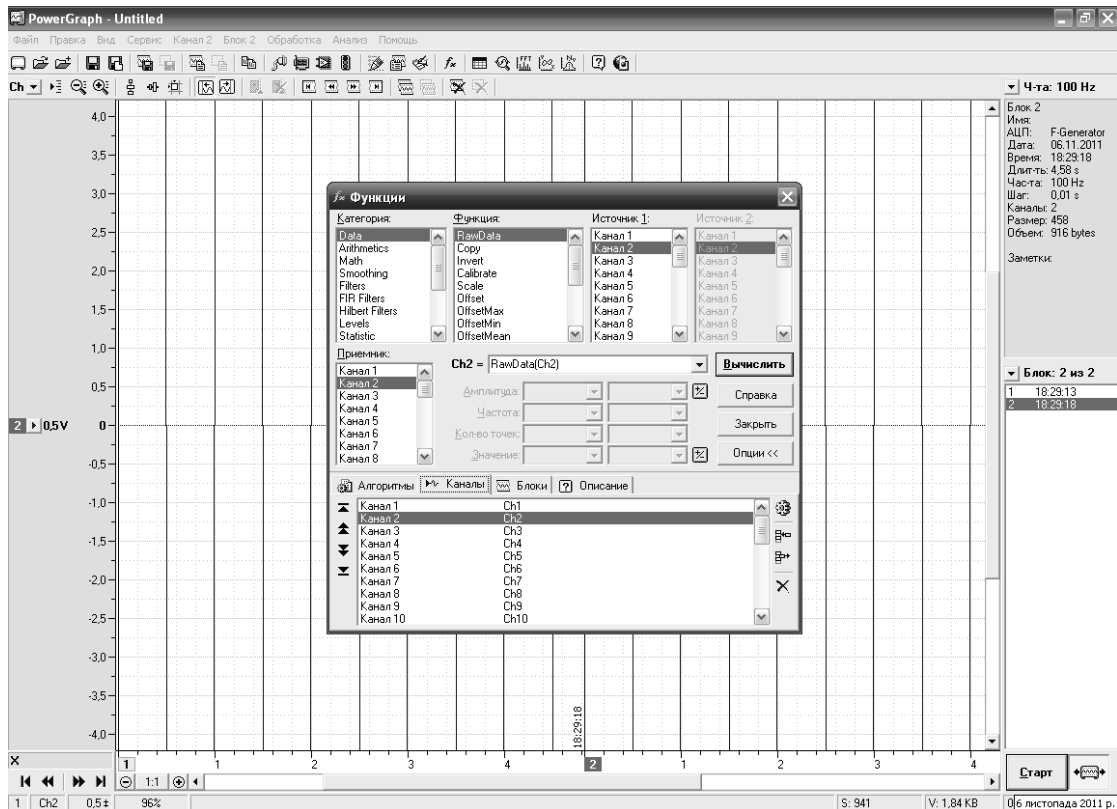 PowerGraph - Untitled
Файл Правка Вид Сервис Канал 2 Блок 2 Обработка Анализ Помощь
Ch
Ч-та: 100 Hz
Блок 2
Имя:
АЦП: F-Generator
Дата: 06.11.2011
Время: 18:29:18
Длит-ть: 4,58 s
Час-та: 100 Hz
Шаг: 0,01 s
Каналы: 2
Размер: 458
Объем: 916 bytes
Заметки:
4,0
3,5
3,0
2,5
2,0
1,5
1,0
0,5
2 0,5 V 0
-0,5
-1,0
-1,5
-2,0
-2,5
-3,0
-3,5
-4,0
Функции
Категория: Функция: Источник 1: Источник 2:
Data RawData Канал 1 Канал 1
Arithmetics Copy Канал 2 Канал 2
Math Invert Канал 3 Канал 3
Smoothing Calibrate Канал 4 Канал 4
Filters Scale Канал 5 Канал 5
FIR Filters Offset Канал 6 Канал 6
Hilbert Filters OffsetMax Канал 7 Канал 7
Levels OffsetMin Канал 8 Канал 8
Statistic OffsetMean Канал 9 Канал 9
Приемник:
Канал 1
Канал 2
Канал 3
Канал 4
Канал 5
Канал 6
Канал 7
Канал 8
Ch2 = RawData(Ch2) Вычислить
Амплитуда: Справка
Частота:
Закрыть
Кол-во точек:
Значение: Опции <<
Алгоритмы Каналы Блоки Описание
Канал 1 Ch1
Канал 2 Ch2
Канал 3 Ch3
Канал 4 Ch4
Канал 5 Ch5
Канал 6 Ch6
Канал 7 Ch7
Канал 8 Ch8
Канал 9 Ch9
Канал 10 Ch10
Блок: 2 из 2
1 18:29:13
2 18:29:18
18:29:18
1 2 3 4 2 1 2 3 4
1:1
Старт
1 Ch2 0,5± 96% S: 941 V: 1,84 KB 06 листопада 2011 р.